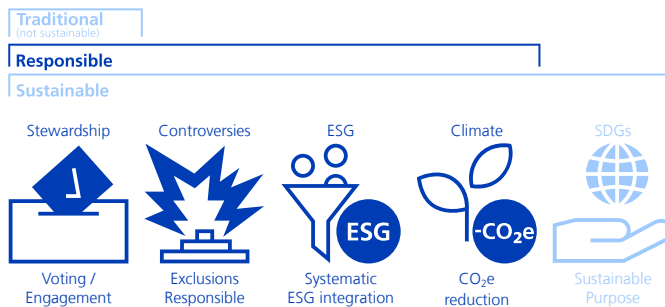 Traditional
(not sustainable)
Responsible
Sustainable
Stewardship
Controversies
ESG
Climate
SDGs
ESG
-CO₂e
Voting /
Engagement
Exclusions
Responsible
Systematic
ESG integration
CO₂e
reduction
Sustainable
Purpose